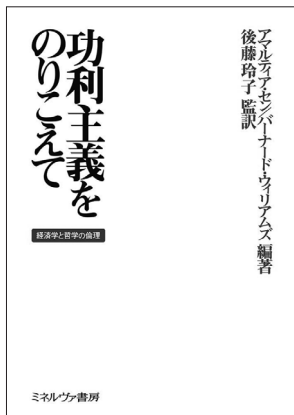 アマルティア・セン/バーナード・ウィリアムズ 編著
後藤玲子 監訳
功利主義を
のりこえて
経済学と哲学の倫理
ミネルヴァ書房